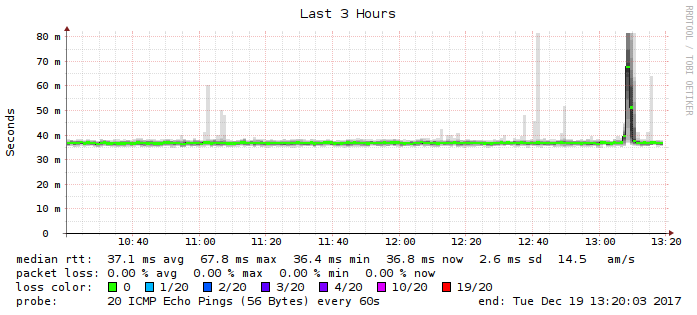 Last 3 Hours
RRDTOOL / TOBI OETIKER
Seconds
80 m
70 m
60 m
50 m
40 m
30 m
20 m
10 m
0
10:40 11:00 11:20 11:40 12:00 12:20 12:40 13:00 13:20
median rtt: 37.1 ms avg 67.8 ms max 36.4 ms min 36.8 ms now 2.6 ms sd 14.5 am/s
packet loss: 0.00 % avg 0.00 % max 0.00 % min 0.00 % now
loss color: 0 1/20 2/20 3/20 4/20 10/20 19/20
probe: 20 ICMP Echo Pings (56 Bytes) every 60s end: Tue Dec 19 13:20:03 2017